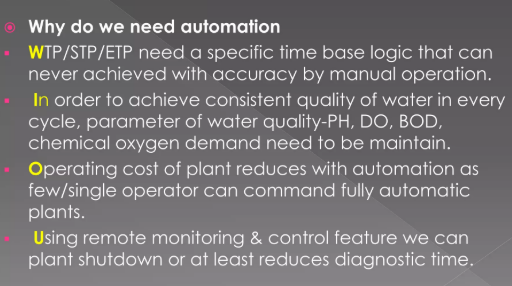 Why do we need automation
WTP/STP/ETP need a specific time base logic that can
never achieved with accuracy by manual operation.
In order to achieve consistent quality of water in every
cycle, parameter of water quality-PH, DO, BOD,
chemical oxygen demand need to be maintain.
Operating cost of plant reduces with automation as
few/single operator can command fully automatic
plants.
Using remote monitoring & control feature we can
plant shutdown or at least reduces diagnostic time.